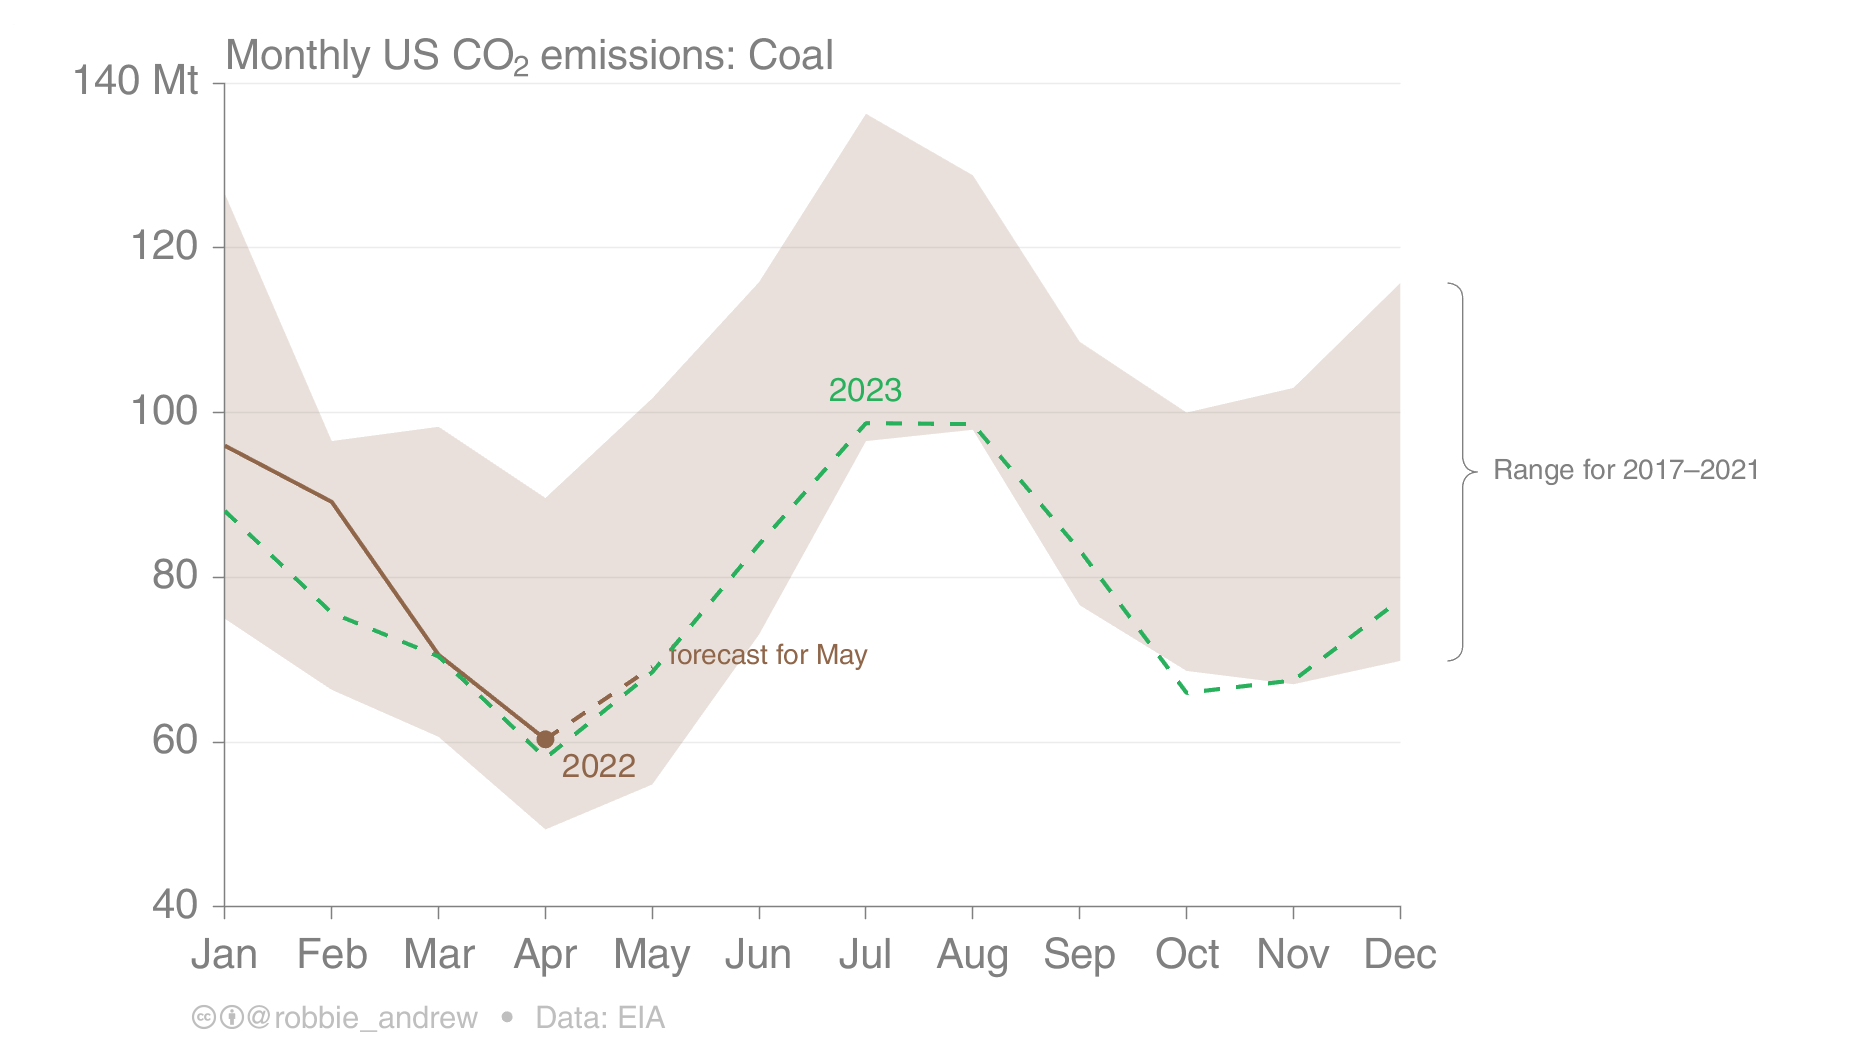 Monthly US CO₂ emissions: Coal
140 Mt
120
100
80
60
40
2023
forecast for May
2022
Range for 2017–2021
Jan Feb Mar Apr May Jun Jul Aug Sep Oct Nov Dec
@robbie_andrew • Data: EIA